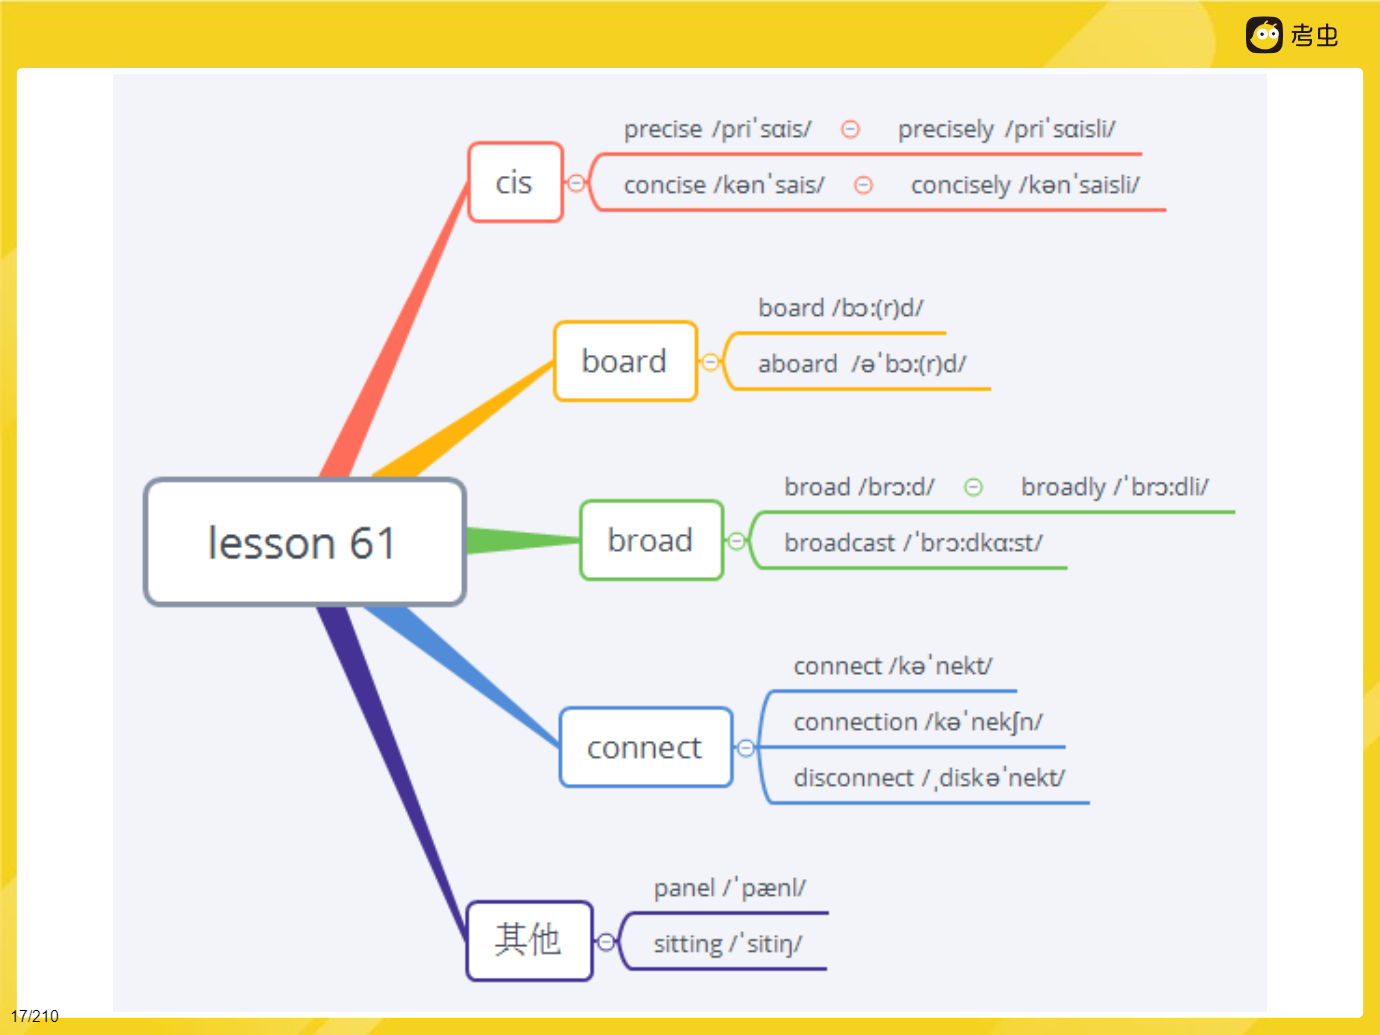 考虫
precise /priˈsɑis/ precisely /priˈsɑisli/
cis
concise /kənˈsais/ concisely /kənˈsaisli/
board /bɔ:(r)d/
board
aboard /əˈbɔ:(r)d/
broad /brɔ:d/ broadly /ˈbrɔ:dli/
lesson 61
broad
broadcast /ˈbrɔ:dkɑ:st/
connect /kəˈnekt/
connection /kəˈnekʃn/
connect
disconnect /ˌdiskəˈnekt/
panel /ˈpænl/
其他
sitting /ˈsitiŋ/
17/210